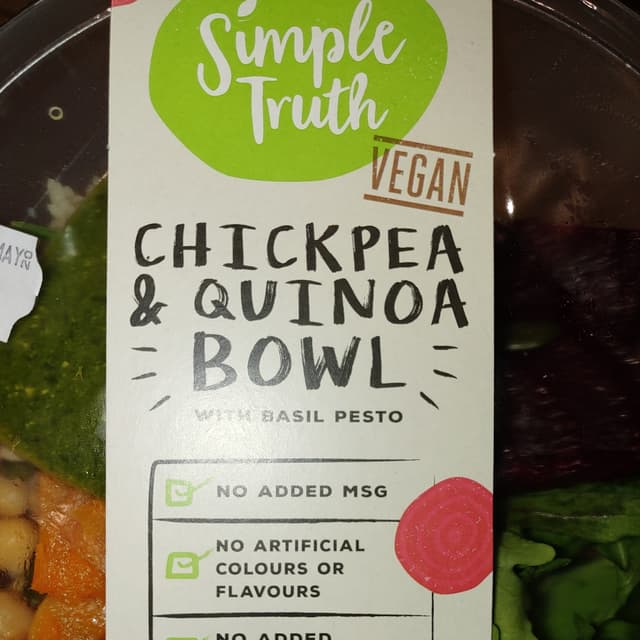 Simple
Truth
VEGAN
CHICKPEA
& QUINOA
BOWL
WITH BASIL PESTO
NO ADDED MSG
NO ARTIFICIAL
COLOURS OR
FLAVOURS
NO ADDED